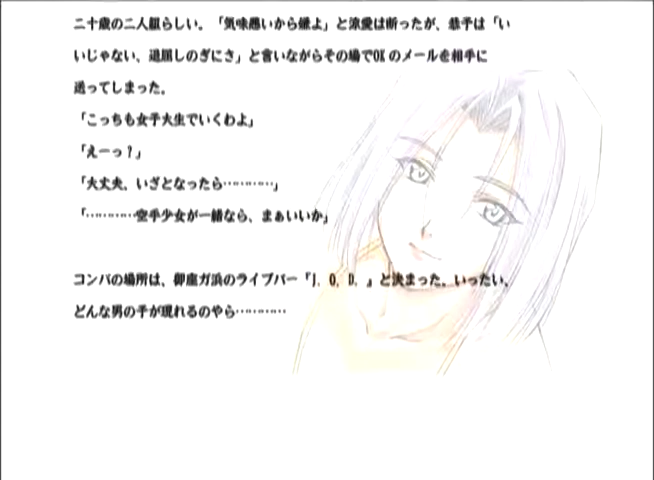 二十歳の二人組らしい。「気味悪いから嫌よ」と涼愛は断ったが、恭子は「い
いじゃない、退屈しのぎにさ」と言いながらその場でOKのメールを相手に
送ってしまった。
「こっちも女子大生でいくわよ」
「えーっ？」
「大丈夫、いざとなったら…………」
「…………空手少女が一緒なら、まぁいいか」
コンパの場所は、御座ガ浜のライブバー『J. O. D. 』と決まった。いったい、
どんな男の子が現れるのやら…………